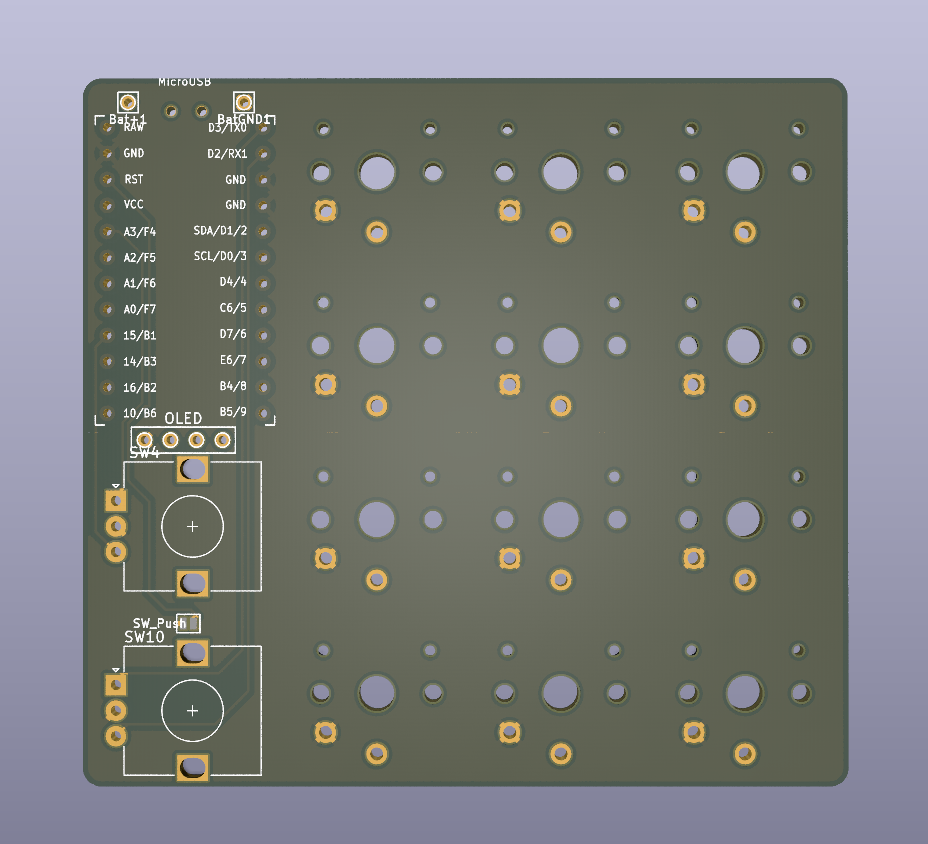 MicroUSB
Bat+1 BatGND1
RAW D3/TX0
GND D2/RX1
RST GND
VCC GND
A3/F4 SDA/D1/2
A2/F5 SCL/D0/3
A1/F6 D4/4
A0/F7 C6/5
15/B1 D7/6
14/B3 E6/7
16/B2 B4/8
10/B6 B5/9
OLED
SW4
SW_Push
SW10